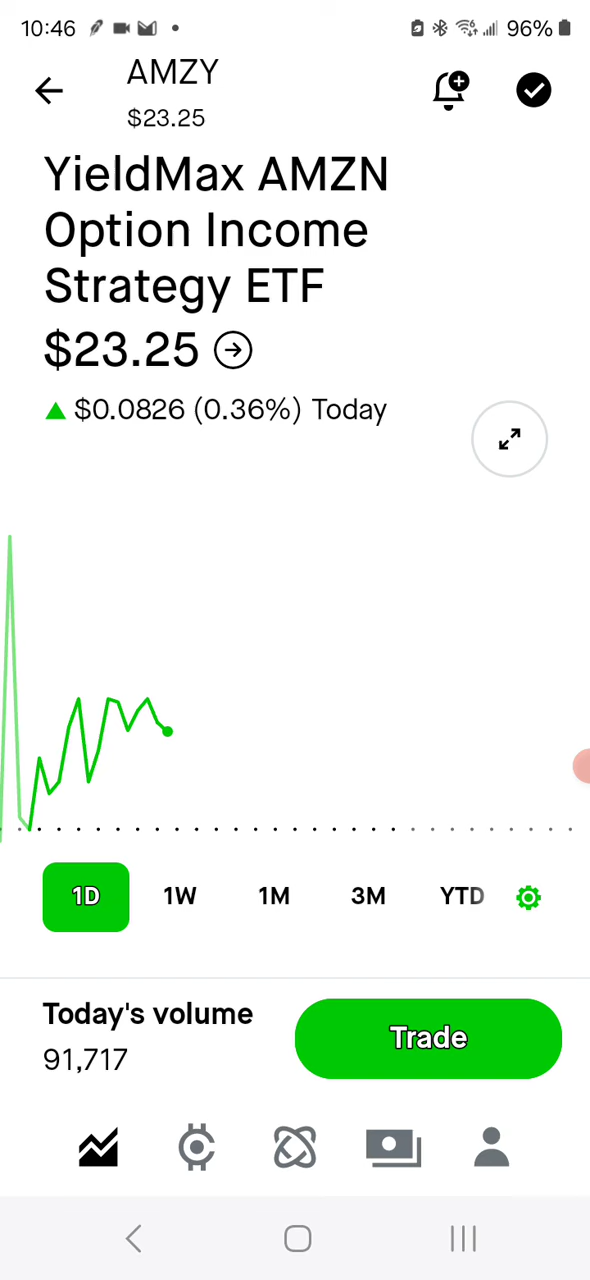 10:46
96%
AMZY
$23.25
YieldMax AMZN
Option Income
Strategy ETF
$23.25
$0.0826 (0.36%) Today
1D 1W 1M 3M YTD
Today's volume
91,717
Trade